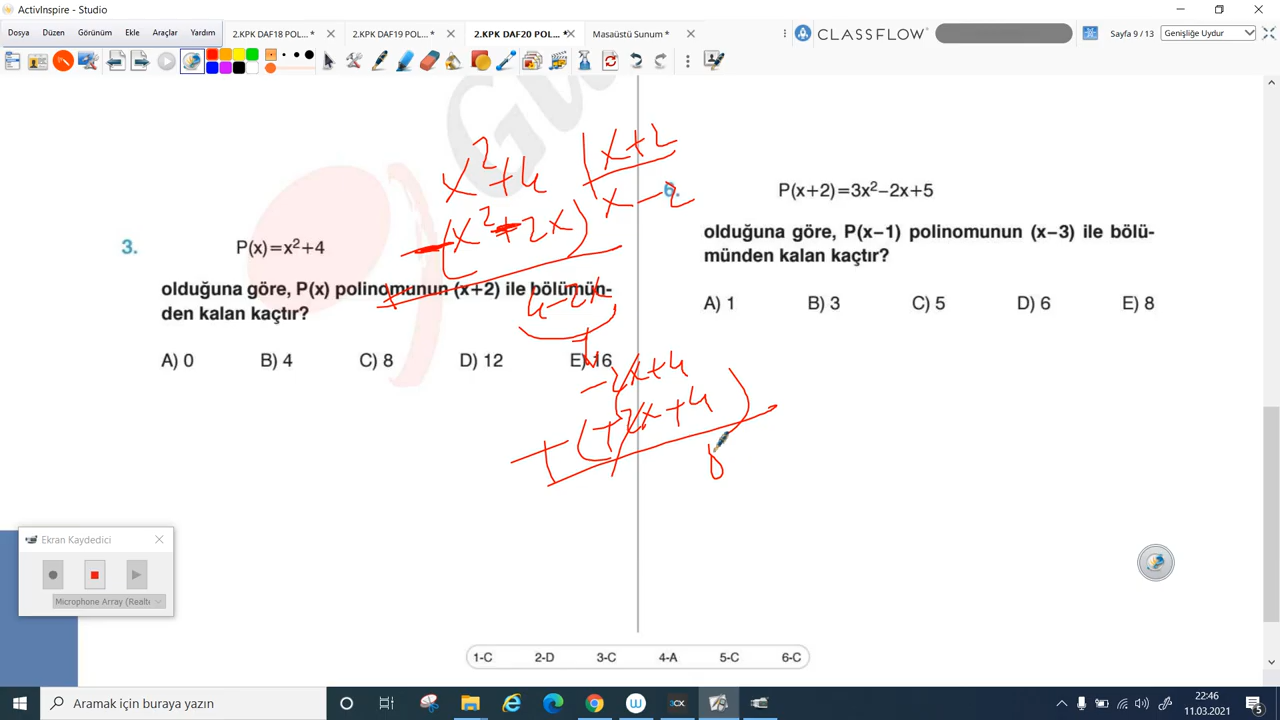 ActivInspire - Studio
Dosya Düzen Görünüm Ekle Araçlar Yardım
2.KPK DAF18 POL... *
2.KPK DAF19 POL... *
2.KPK DAF20 POL... *
Masaüstü Sunum *
CLASSFLOW
Sayfa 9 / 13
Genişliğe Uydur
3.
P(x)=x²+4
olduğuna göre, P(x) polinomunun (x+2) ile bölümün-
den kalan kaçtır?
A) 0 B) 4 C) 8 D) 12 E) 16
x²+4
x+2
x-2
-(x²+2x)
4-2x
-2x+4
+(+2x+4)
6.
P(x+2)=3x²−2x+5
olduğuna göre, P(x−1) polinomunun (x−3) ile bölü-
münden kalan kaçtır?
A) 1 B) 3 C) 5 D) 6 E) 8
Ekran Kaydedici
Microphone Array (Realt
1-C 2-D 3-C 4-A 5-C 6-C
Aramak için buraya yazın
22:46
11.03.2021
5